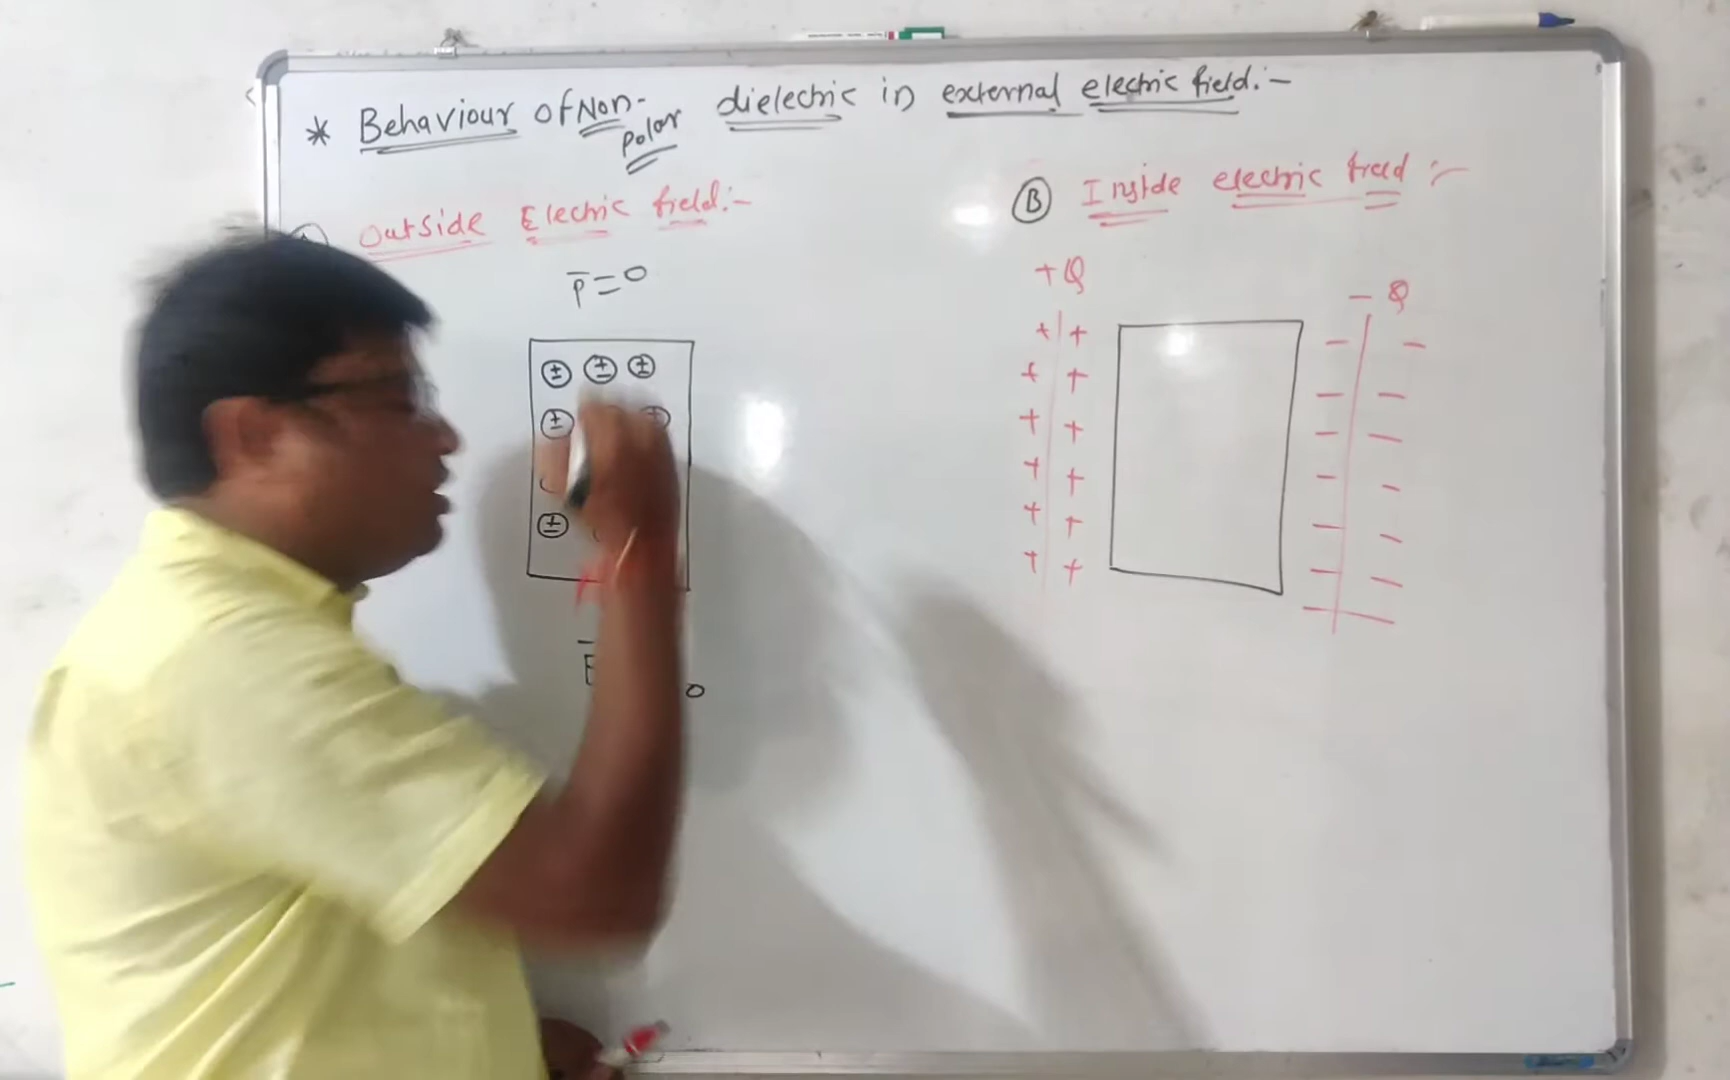 * Behaviour of Non-polar dielectric in external electric field:-
Outside Electric field:-
P̅ = 0
± ± ±
±
±
B Inside electric field :-
+Q
- Q
+ +
+ +
+ +
+ +
+ +
+ +
- -
- -
- -
- -
- -
- -
- -